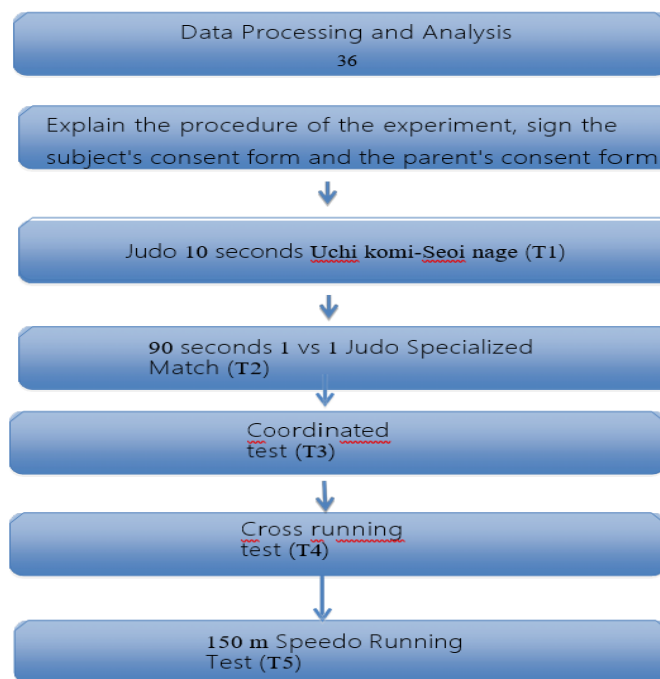 Data Processing and Analysis
36
Explain the procedure of the experiment, sign the
subject's consent form and the parent's consent form
Judo 10 seconds Uchi komi-Seoi nage (T1)
90 seconds 1 vs 1 Judo Specialized
Match (T2)
Coordinated
test (T3)
Cross running
test (T4)
150 m Speedo Running
Test (T5)